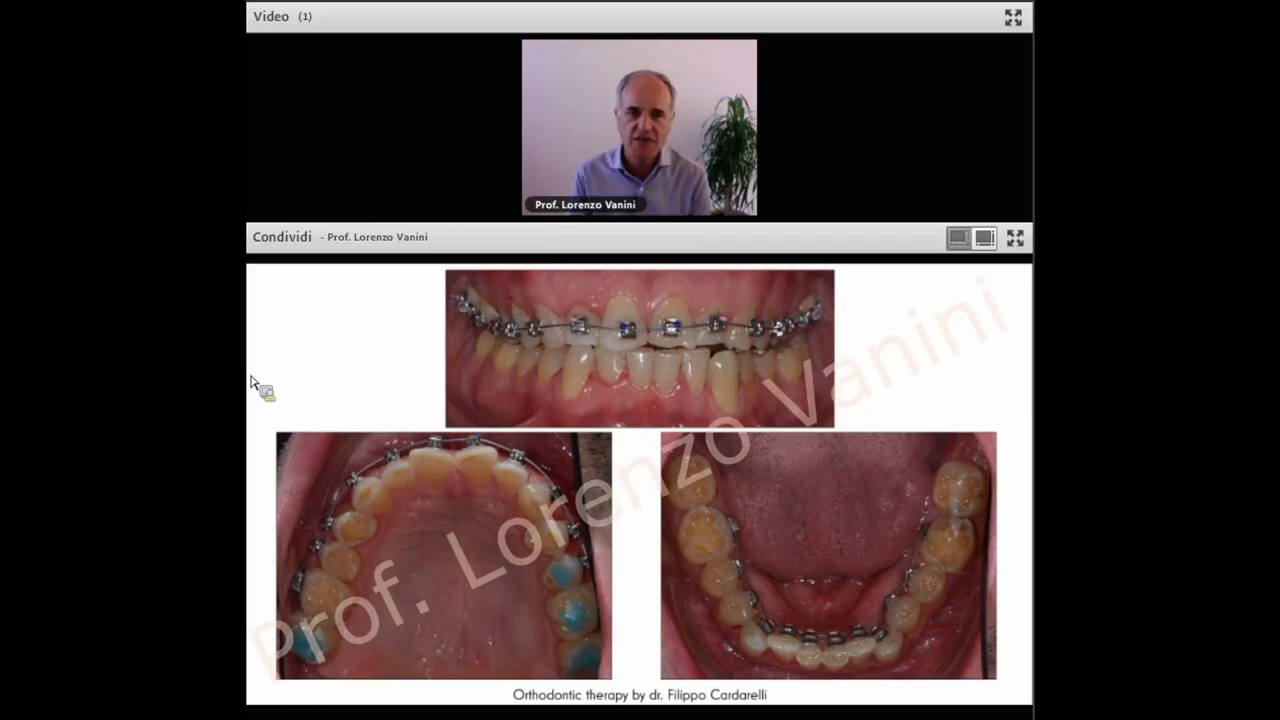 Video (1)
Prof. Lorenzo Vanini
Condividi - Prof. Lorenzo Vanini
Prof. Lorenzo Vanini
Orthodontic therapy by dr. Filippo Cardarelli